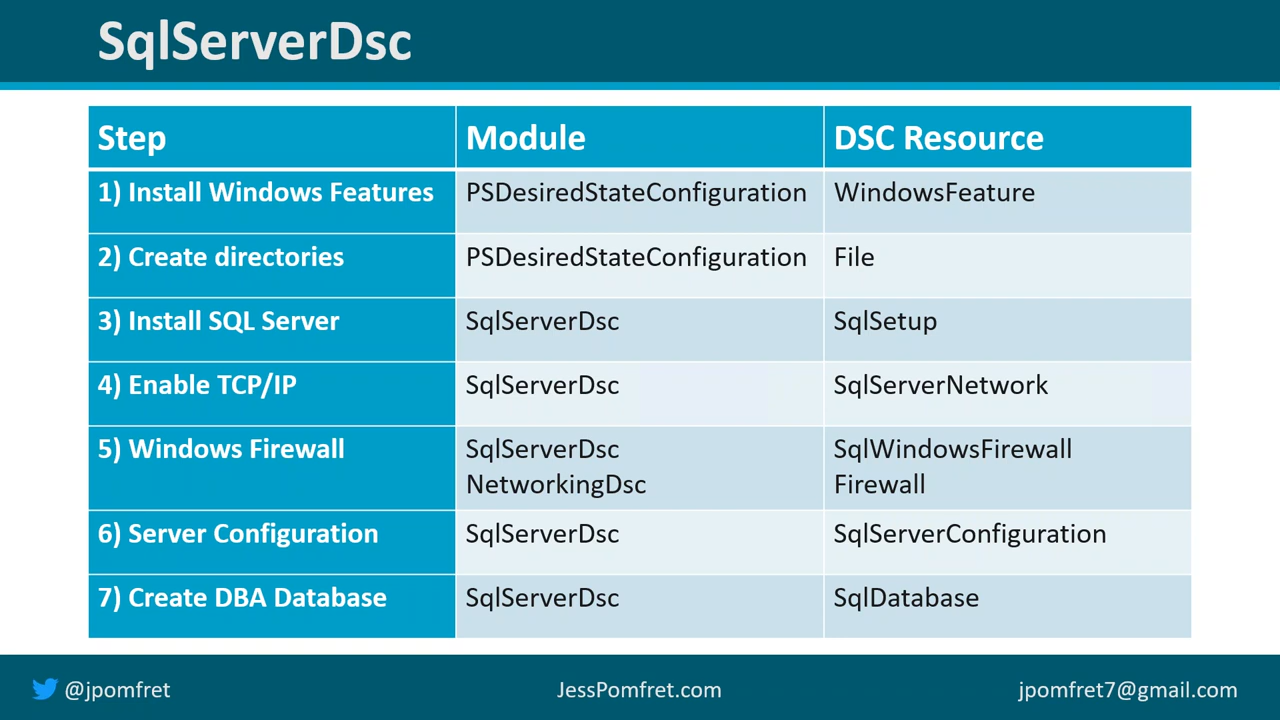 SqlServerDsc
Step Module DSC Resource
1) Install Windows Features PSDesiredStateConfiguration WindowsFeature
2) Create directories PSDesiredStateConfiguration File
3) Install SQL Server SqlServerDsc SqlSetup
4) Enable TCP/IP SqlServerDsc SqlServerNetwork
5) Windows Firewall SqlServerDsc SqlWindowsFirewall
NetworkingDsc Firewall
6) Server Configuration SqlServerDsc SqlServerConfiguration
7) Create DBA Database SqlServerDsc SqlDatabase
@jpomfret JessPomfret.com jpomfret7@gmail.com